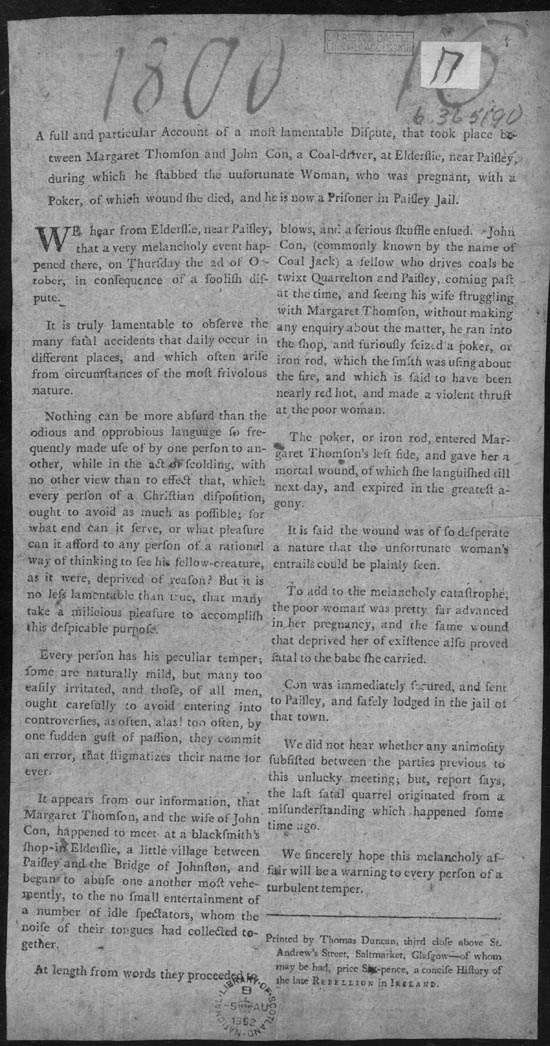 1800
CHRISTON CASTLE
LIBRARY ACCESSION
17
6.365190
A full and particular Account of a most lamentable Dispute, that took place be-
tween Margaret Thomson and John Con, a Coal-driver, at Elderslie, near Paisley,
during which he stabbed the unfortunate Woman, who was pregnant, with a
Poker, of which wound she died, and he is now a Prisoner in Paisley Jail.
WE hear from Elderslie, near Paisley,
that a very melancholy event hap-
pened there, on Thursday the 2d of Oc-
tober, in consequence of a foolish dis-
pute.
It is truly lamentable to observe the
many fatal accidents that daily occur in
different places, and which often arise
from circumstances of the most frivolous
nature.
Nothing can be more absurd than the
odious and opprobious language so fre-
quently made use of by one person to an-
other, while in the act of scolding, with
no other view than to effect that, which
every person of a Christian disposition,
ought to avoid as much as possible; for
what end can it serve, or what pleasure
can it afford to any person of a rational
way of thinking to see his fellow-creature,
as it were, deprived of reason? But it is
no less lamentable than true, that many
take a milicious pleasure to accomplish
this despicable purpose.
Every person has his peculiar temper;
some are naturally mild, but many too
easily irritated, and those, of all men,
ought carefully to avoid entering into
controversies, as often, alas! too often, by
one sudden gust of passion, they commit
an error, that stigmatizes their name for
ever.
It appears from our information, that
Margaret Thomson, and the wife of John
Con, happened to meet at a blacksmith's
shop in Elderslie, a little village between
Paisley and the Bridge of Johnston, and
began to abuse one another most vehe-
mently, to the no small entertainment of
a number of idle spectators, whom the
noise of their tongues had collected to-
gether.
At length from words they proceeded to
blows, and a serious skuffle ensued. John
Con, (commonly known by the name of
Coal Jack) a fellow who drives coals be
twixt Quarrelton and Paisley, coming past
at the time, and seeing his wife struggling
with Margaret Thomson, without making
any enquiry about the matter, he ran into
the shop, and furiously seized a poker, or
iron rod, which the smith was using about
the fire, and which is said to have been
nearly red hot, and made a violent thrust
at the poor woman.
The poker, or iron rod, entered Mar-
garet Thomson's left side, and gave her a
mortal wound, of which she languished till
next day, and expired in the greatest a-
gony.
It is said the wound was of so desperate
a nature that the unfortunate woman's
entrails could be plainly seen.
To add to the melancholy catastrophe,
the poor woman was pretty far advanced
in her pregnancy, and the same wound
that deprived her of existence also proved
fatal to the babe she carried.
Con was immediately secured, and sent
to Paisley, and safely lodged in the jail of
that town.
We did not hear whether any animosity
subsisted between the parties previous to
this unlucky meeting; but, report says,
the last fatal quarrel originated from a
misunderstanding which happened some
time ago.
We sincerely hope this melancholy af-
fair will be a warning to every person of a
turbulent temper.
Printed by Thomas Duncan, third close above St.
Andrew's Street, Saltmarket, Glasgow—of whom
may be had, price Six-pence, a concise History of
the late REBELLION in IRELAND.
NATIONAL LIBRARY OF SCOTLAND
1952